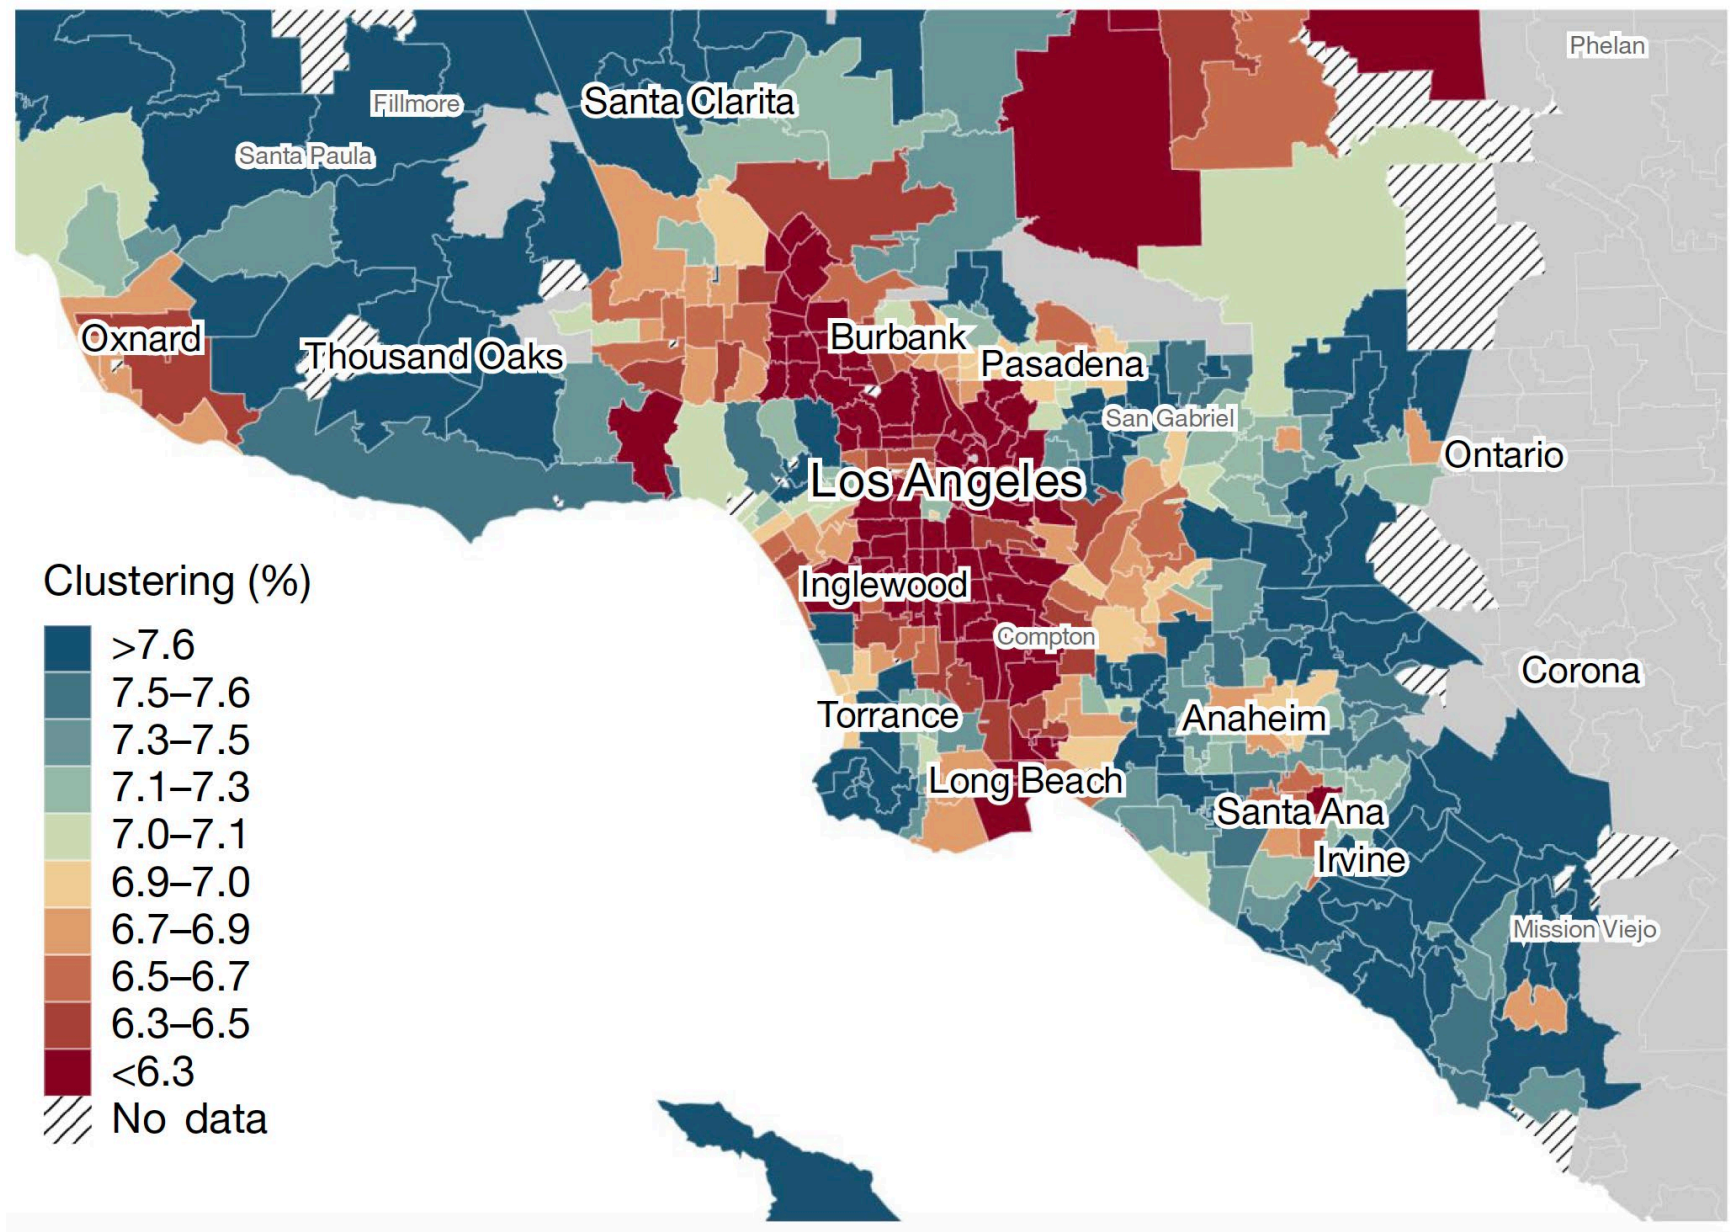 Phelan
Santa Clarita
Fillmore
Santa Paula
Oxnard
Thousand Oaks
Burbank
Pasadena
San Gabriel
Ontario
Los Angeles
Inglewood
Compton
Corona
Torrance
Anaheim
Long Beach
Santa Ana
Irvine
Mission Viejo
Clustering (%)
>7.6
7.5–7.6
7.3–7.5
7.1–7.3
7.0–7.1
6.9–7.0
6.7–6.9
6.5–6.7
6.3–6.5
<6.3
No data